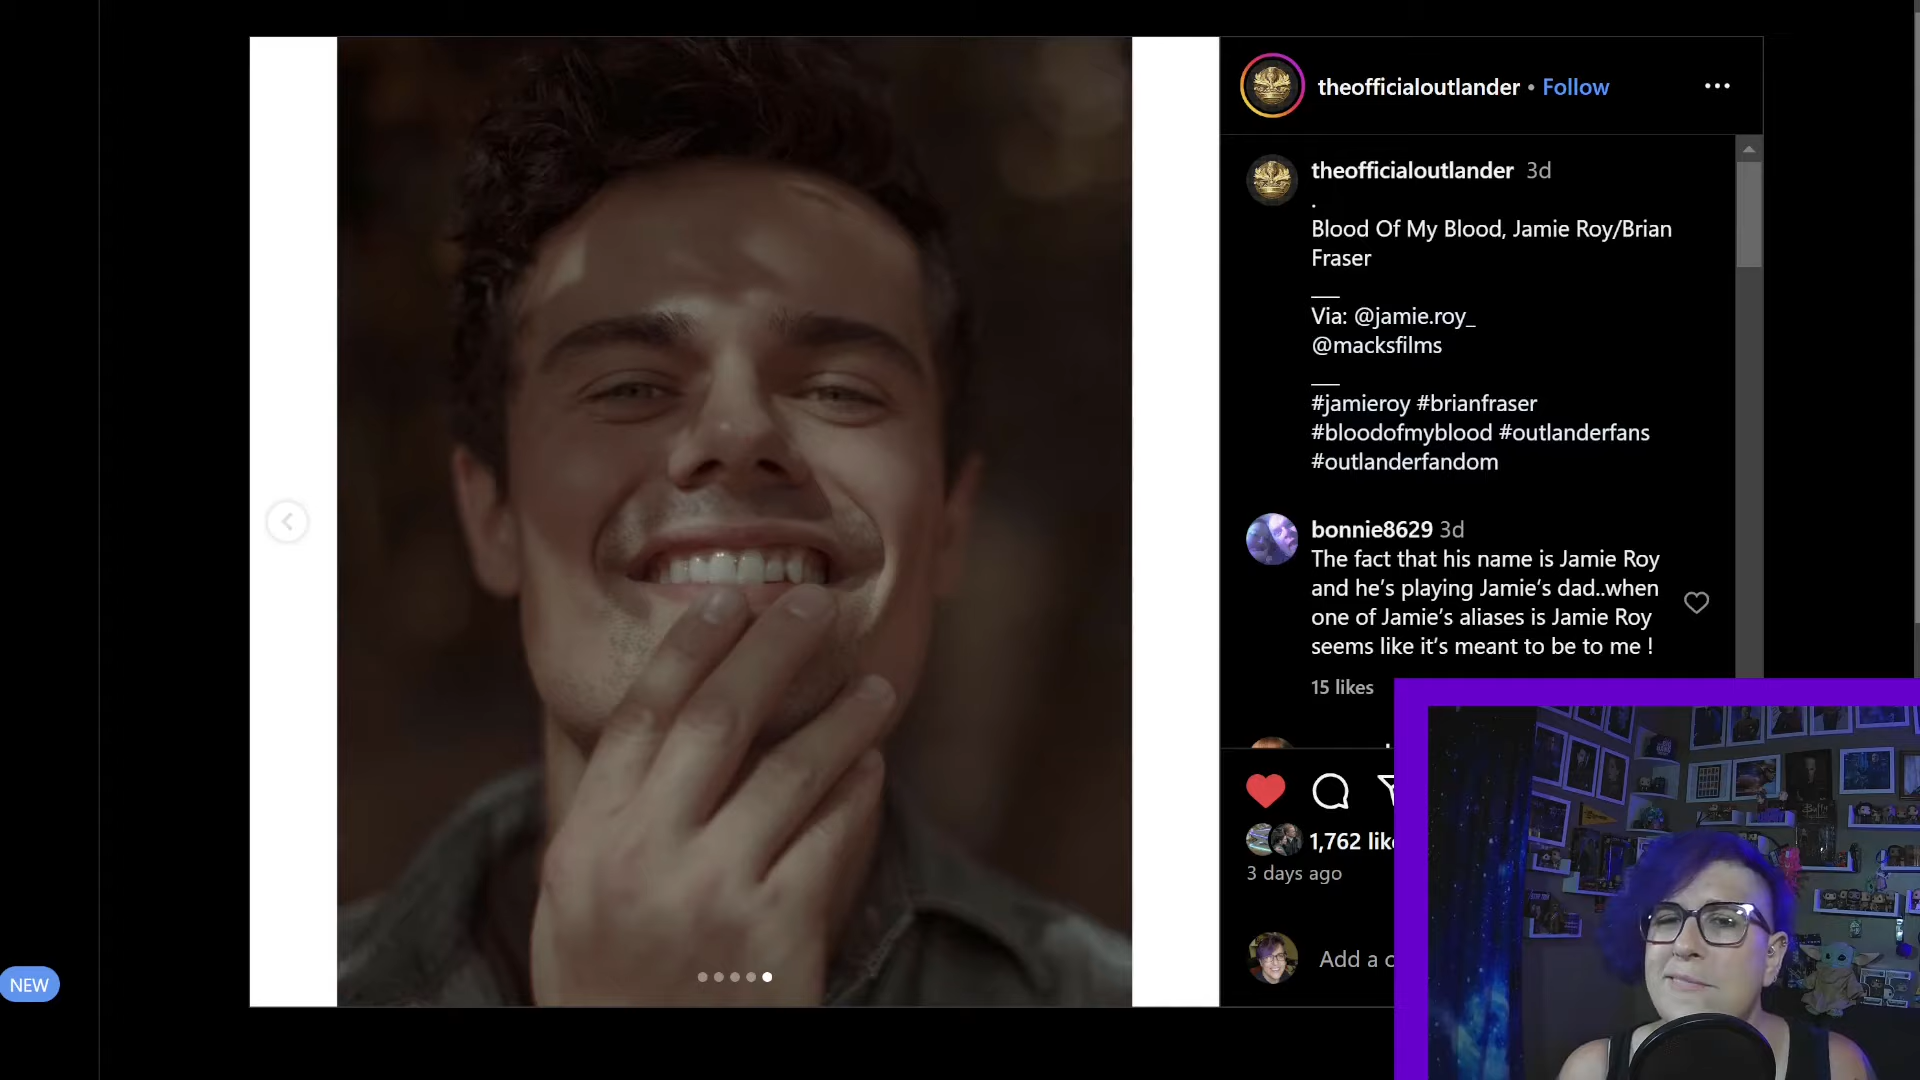 theofficialoutlander • Follow
theofficialoutlander 3d
.
Blood Of My Blood, Jamie Roy/Brian
Fraser
___
Via: @jamie.roy_
@macksfilms
___
#jamieroy #brianfraser
#bloodofmyblood #outlanderfans
#outlanderfandom
bonnie8629 3d
The fact that his name is Jamie Roy
and he’s playing Jamie’s dad..when
one of Jamie’s aliases is Jamie Roy
seems like it’s meant to be to me !
15 likes
1,762 lik
3 days ago
Add a c
NEW